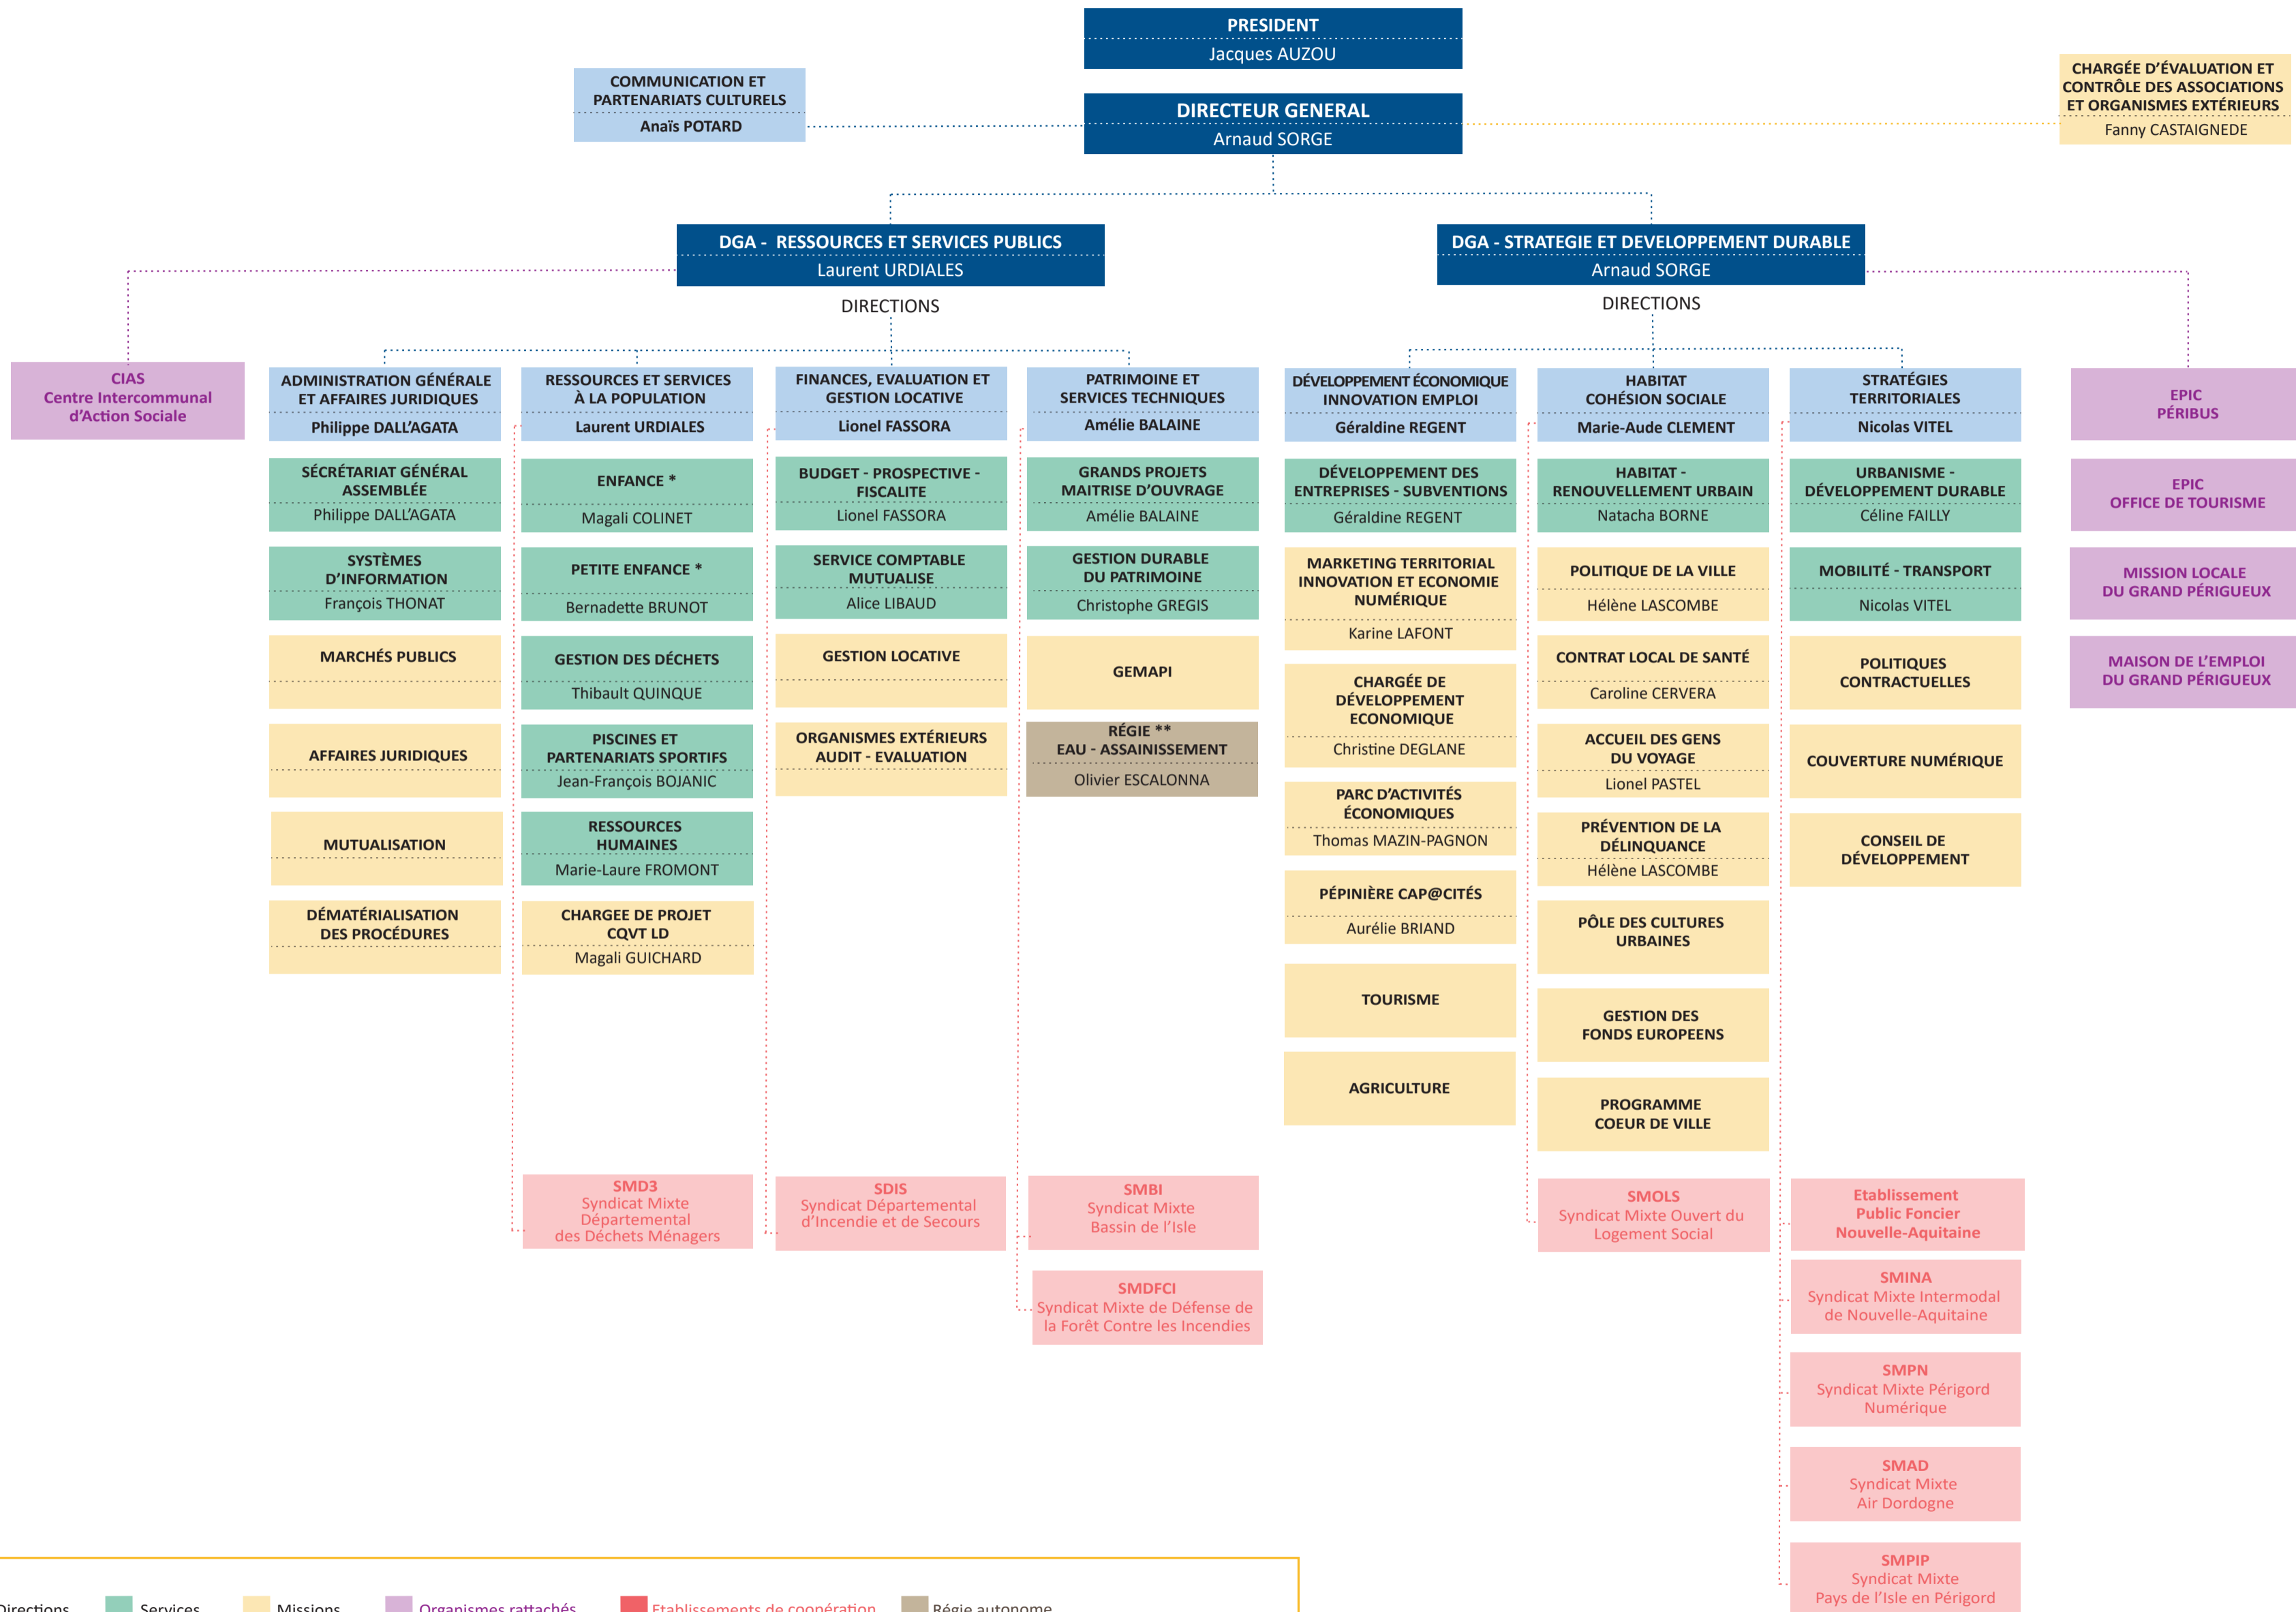 PRESIDENT
Jacques AUZOU
COMMUNICATION ET
PARTENARIATS CULTURELS
Anaïs POTARD
DIRECTEUR GENERAL
Arnaud SORGE
CHARGÉE D’ÉVALUATION ET
CONTRÔLE DES ASSOCIATIONS
ET ORGANISMES EXTÉRIEURS
Fanny CASTAIGNEDE
DGA - RESSOURCES ET SERVICES PUBLICS
Laurent URDIALES
DIRECTIONS
DGA - STRATEGIE ET DEVELOPPEMENT DURABLE
Arnaud SORGE
DIRECTIONS
CIAS
Centre Intercommunal
d’Action Sociale
ADMINISTRATION GÉNÉRALE
ET AFFAIRES JURIDIQUES
Philippe DALL’AGATA
SÉCRÉTARIAT GÉNÉRAL
ASSEMBLÉE
Philippe DALL’AGATA
SYSTÈMES
D’INFORMATION
François THONAT
MARCHÉS PUBLICS
AFFAIRES JURIDIQUES
MUTUALISATION
DÉMATÉRIALISATION
DES PROCÉDURES
RESSOURCES ET SERVICES
À LA POPULATION
Laurent URDIALES
ENFANCE *
Magali COLINET
PETITE ENFANCE *
Bernadette BRUNOT
GESTION DES DÉCHETS
Thibault QUINQUE
PISCINES ET
PARTENARIATS SPORTIFS
Jean-François BOJANIC
RESSOURCES
HUMAINES
Marie-Laure FROMONT
CHARGEE DE PROJET
CQVT LD
Magali GUICHARD
SMD3
Syndicat Mixte
Départemental
des Déchets Ménagers
FINANCES, EVALUATION ET
GESTION LOCATIVE
Lionel FASSORA
BUDGET - PROSPECTIVE -
FISCALITE
Lionel FASSORA
SERVICE COMPTABLE
MUTUALISE
Alice LIBAUD
GESTION LOCATIVE
ORGANISMES EXTÉRIEURS
AUDIT - EVALUATION
SDIS
Syndicat Départemental
d’Incendie et de Secours
PATRIMOINE ET
SERVICES TECHNIQUES
Amélie BALAINE
GRANDS PROJETS
MAITRISE D’OUVRAGE
Amélie BALAINE
GESTION DURABLE
DU PATRIMOINE
Christophe GREGIS
GEMAPI
RÉGIE **
EAU - ASSAINISSEMENT
Olivier ESCALONNA
SMBI
Syndicat Mixte
Bassin de l’Isle
SMDFCI
Syndicat Mixte de Défense de
la Forêt Contre les Incendies
DÉVELOPPEMENT ÉCONOMIQUE
INNOVATION EMPLOI
Géraldine REGENT
DÉVELOPPEMENT DES
ENTREPRISES - SUBVENTIONS
Géraldine REGENT
MARKETING TERRITORIAL
INNOVATION ET ECONOMIE
NUMÉRIQUE
Karine LAFONT
CHARGÉE DE
DÉVELOPPEMENT
ECONOMIQUE
Christine DEGLANE
PARC D’ACTIVITÉS
ÉCONOMIQUES
Thomas MAZIN-PAGNON
PÉPINIÈRE CAP@CITÉS
Aurélie BRIAND
TOURISME
AGRICULTURE
HABITAT
COHÉSION SOCIALE
Marie-Aude CLEMENT
HABITAT -
RENOUVELLEMENT URBAIN
Natacha BORNE
POLITIQUE DE LA VILLE
Hélène LASCOMBE
CONTRAT LOCAL DE SANTÉ
Caroline CERVERA
ACCUEIL DES GENS
DU VOYAGE
Lionel PASTEL
PRÉVENTION DE LA
DÉLINQUANCE
Hélène LASCOMBE
PÔLE DES CULTURES
URBAINES
GESTION DES
FONDS EUROPEENS
PROGRAMME
COEUR DE VILLE
SMOLS
Syndicat Mixte Ouvert du
Logement Social
STRATÉGIES
TERRITORIALES
Nicolas VITEL
URBANISME -
DÉVELOPPEMENT DURABLE
Céline FAILLY
MOBILITÉ - TRANSPORT
Nicolas VITEL
POLITIQUES
CONTRACTUELLES
COUVERTURE NUMÉRIQUE
CONSEIL DE
DÉVELOPPEMENT
Etablissement
Public Foncier
Nouvelle-Aquitaine
SMINA
Syndicat Mixte Intermodal
de Nouvelle-Aquitaine
SMPN
Syndicat Mixte Périgord
Numérique
SMAD
Syndicat Mixte
Air Dordogne
SMPIP
Syndicat Mixte
Pays de l’Isle en Périgord
EPIC
PÉRIBUS
EPIC
OFFICE DE TOURISME
MISSION LOCALE
DU GRAND PÉRIGUEUX
MAISON DE L’EMPLOI
DU GRAND PÉRIGUEUX
Directions
Services
Missions
Organismes rattachés
Etablissements de coopération
Régie autonome